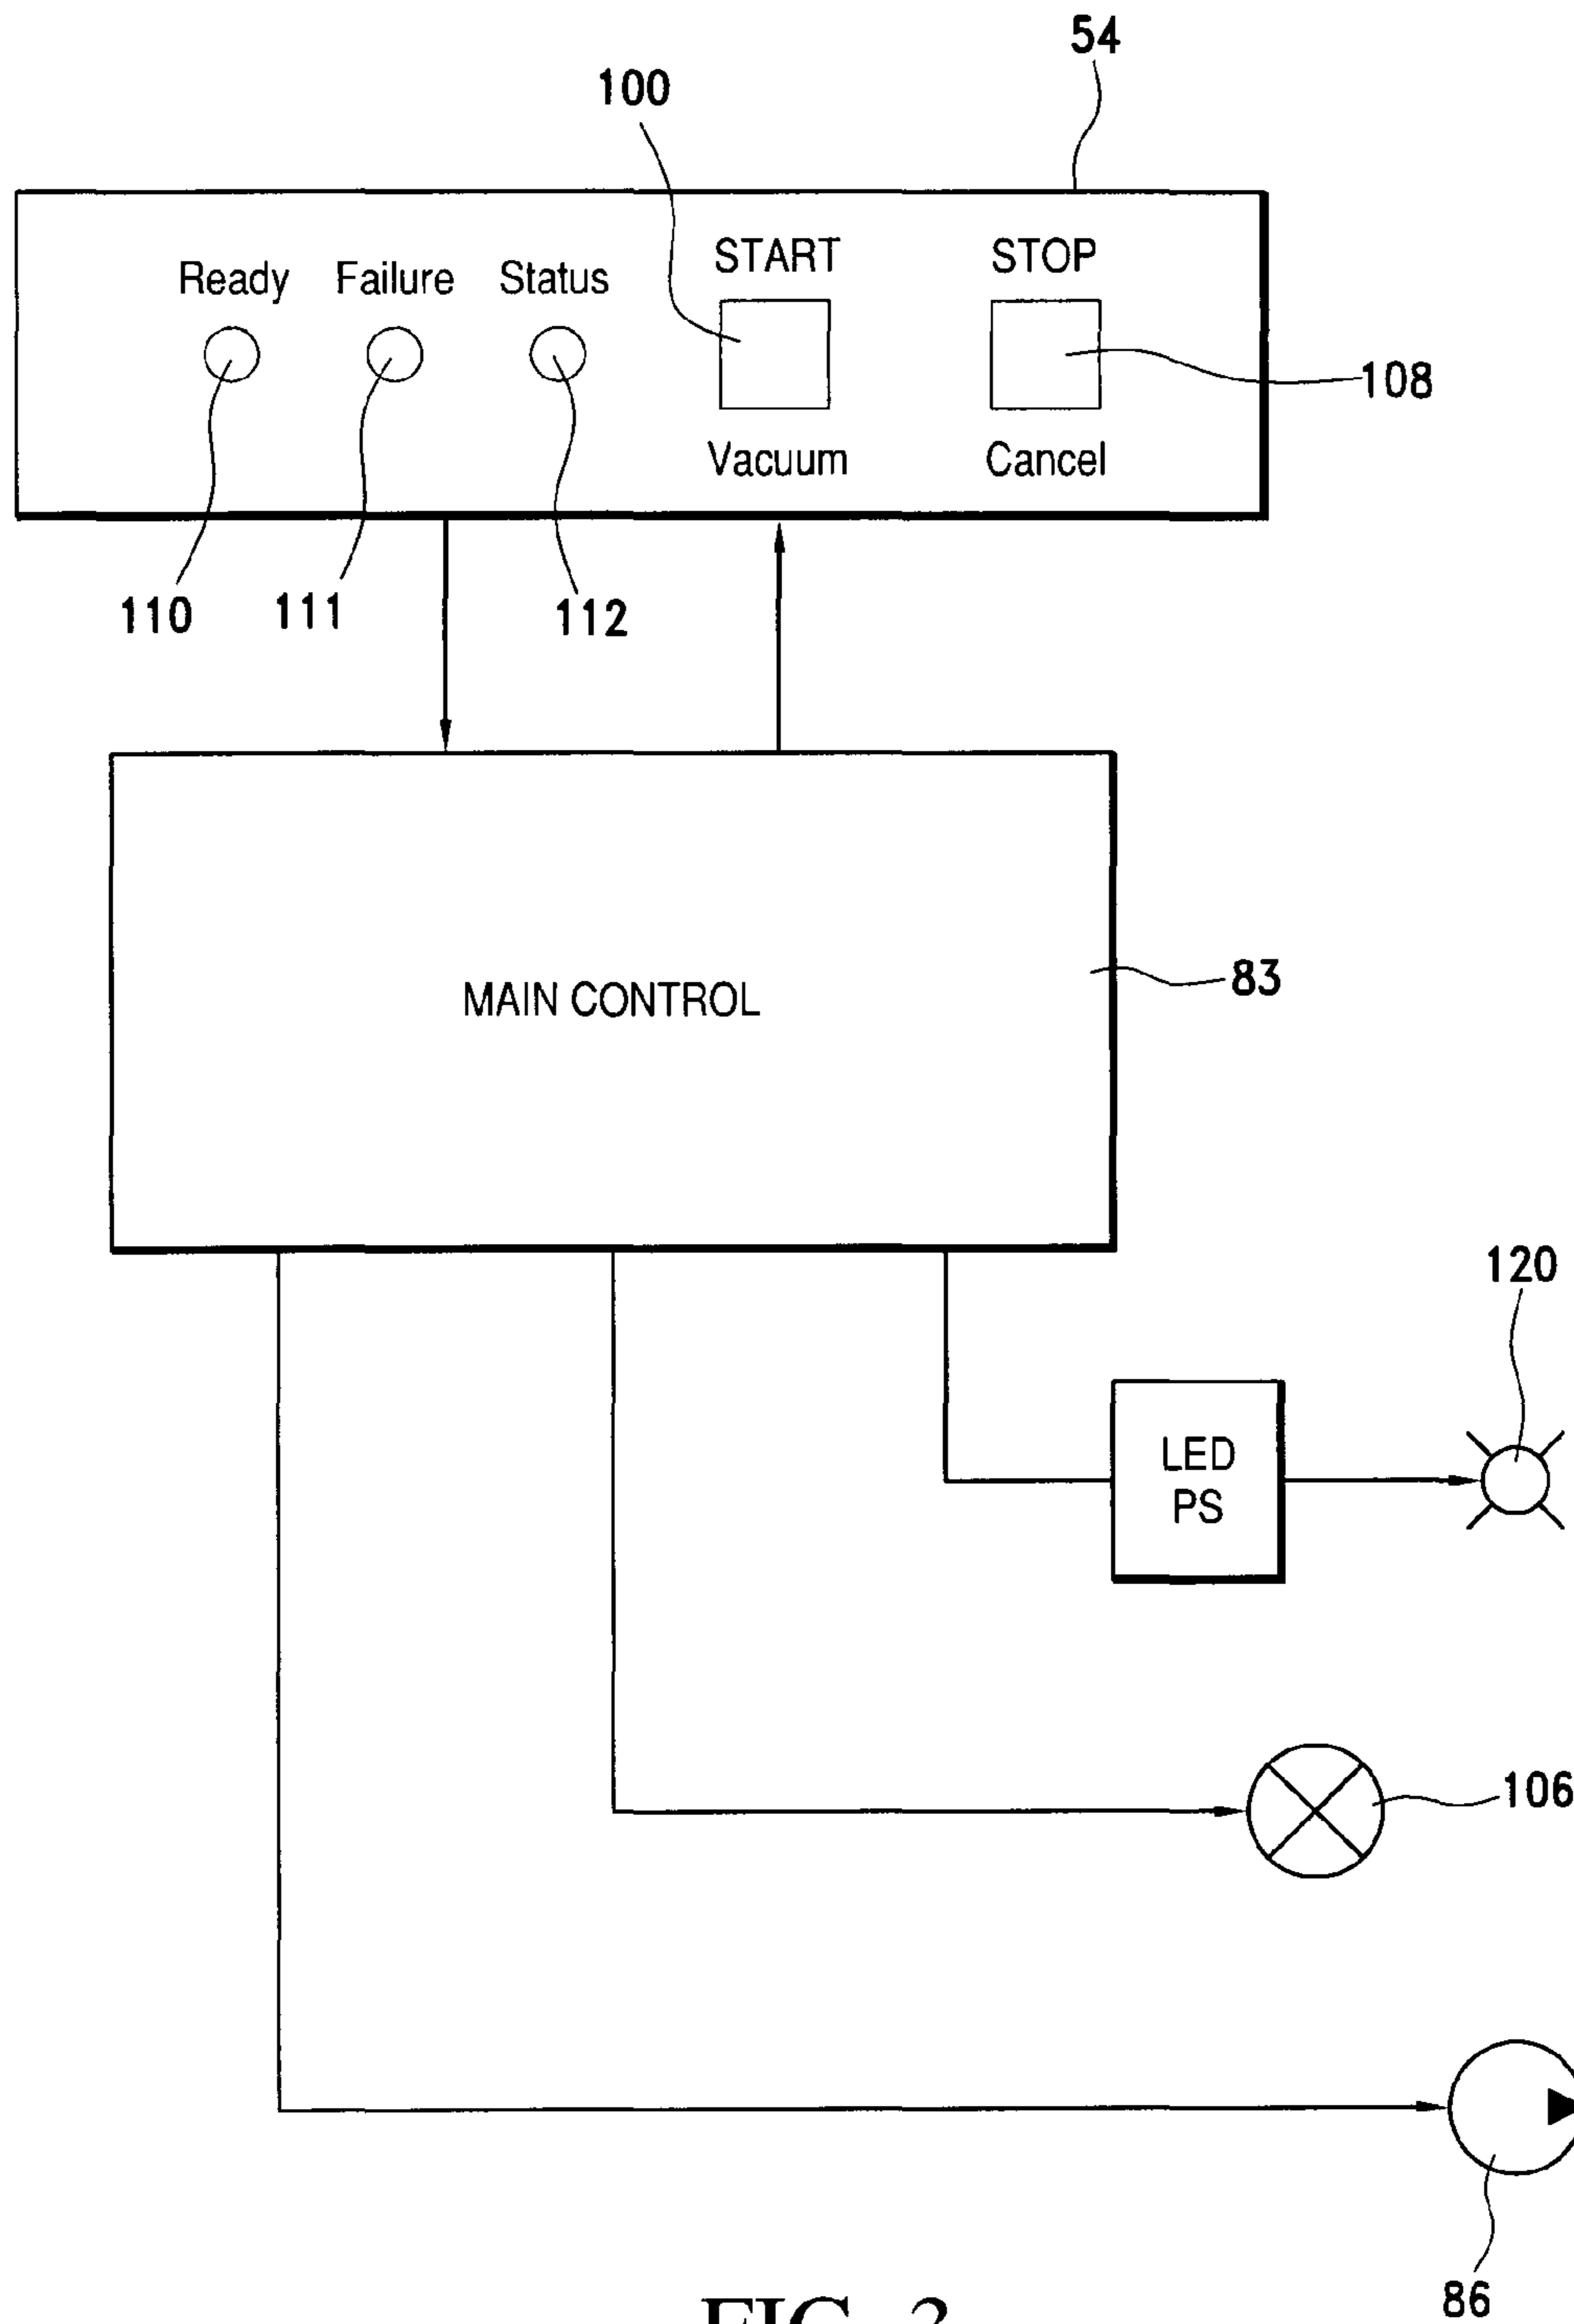 54
100
START
STOP
Ready
Failure
Status
108
Vacuum
Cancel
110
111
112
MAIN CONTROL
83
120
LED
PS
106
86